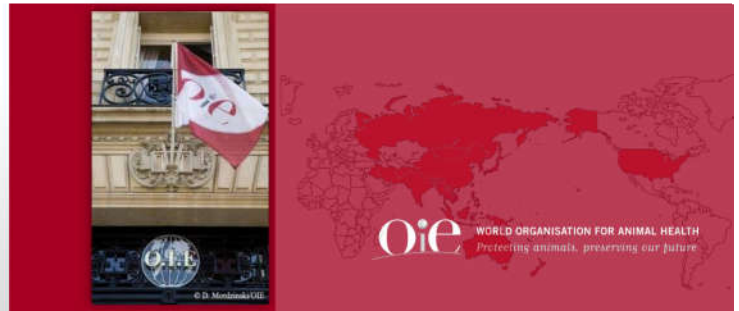 Oie
O.I.E
© D. Mordzinski/OIE
Oie
WORLD ORGANISATION FOR ANIMAL HEALTH
Protecting animals, preserving our future